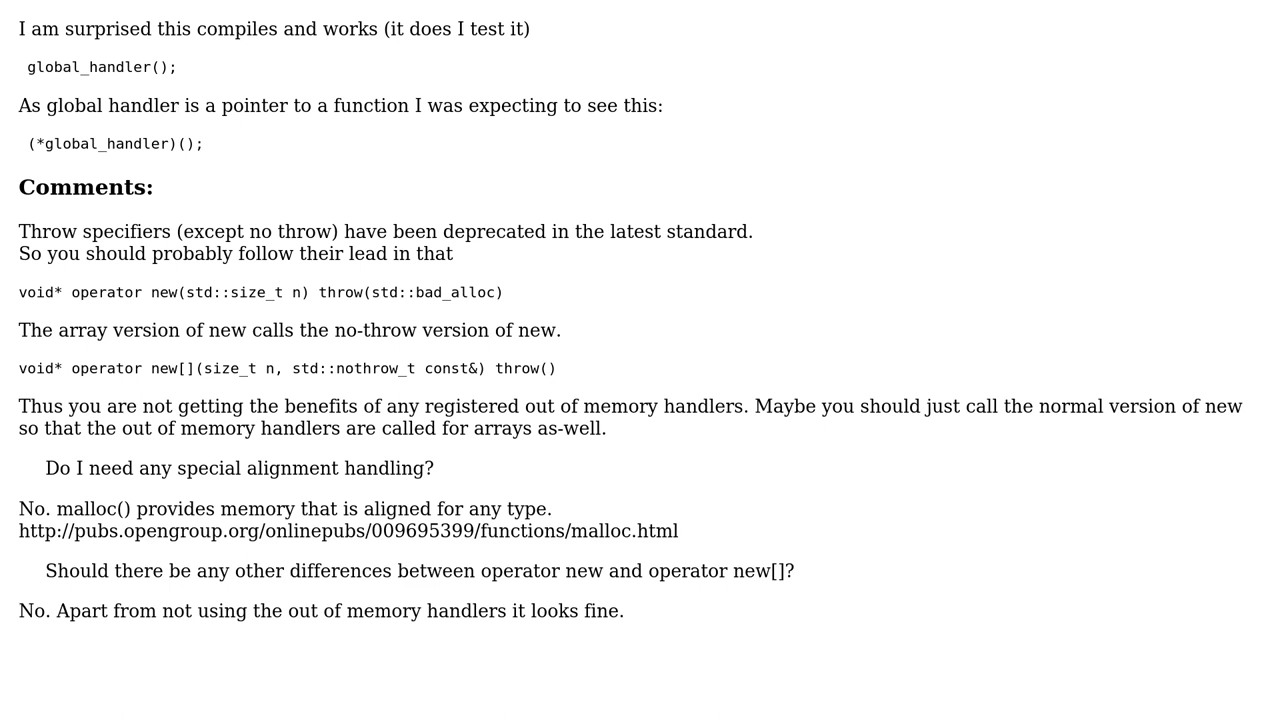 I am surprised this compiles and works (it does I test it)
global_handler();
As global handler is a pointer to a function I was expecting to see this:
(*global_handler)();
Comments:
Throw specifiers (except no throw) have been deprecated in the latest standard.
So you should probably follow their lead in that
void* operator new(std::size_t n) throw(std::bad_alloc)
The array version of new calls the no-throw version of new.
void* operator new[](size_t n, std::nothrow_t const&) throw()
Thus you are not getting the benefits of any registered out of memory handlers. Maybe you should just call the normal version of new
so that the out of memory handlers are called for arrays as-well.
Do I need any special alignment handling?
No. malloc() provides memory that is aligned for any type.
http://pubs.opengroup.org/onlinepubs/009695399/functions/malloc.html
Should there be any other differences between operator new and operator new[]?
No. Apart from not using the out of memory handlers it looks fine.